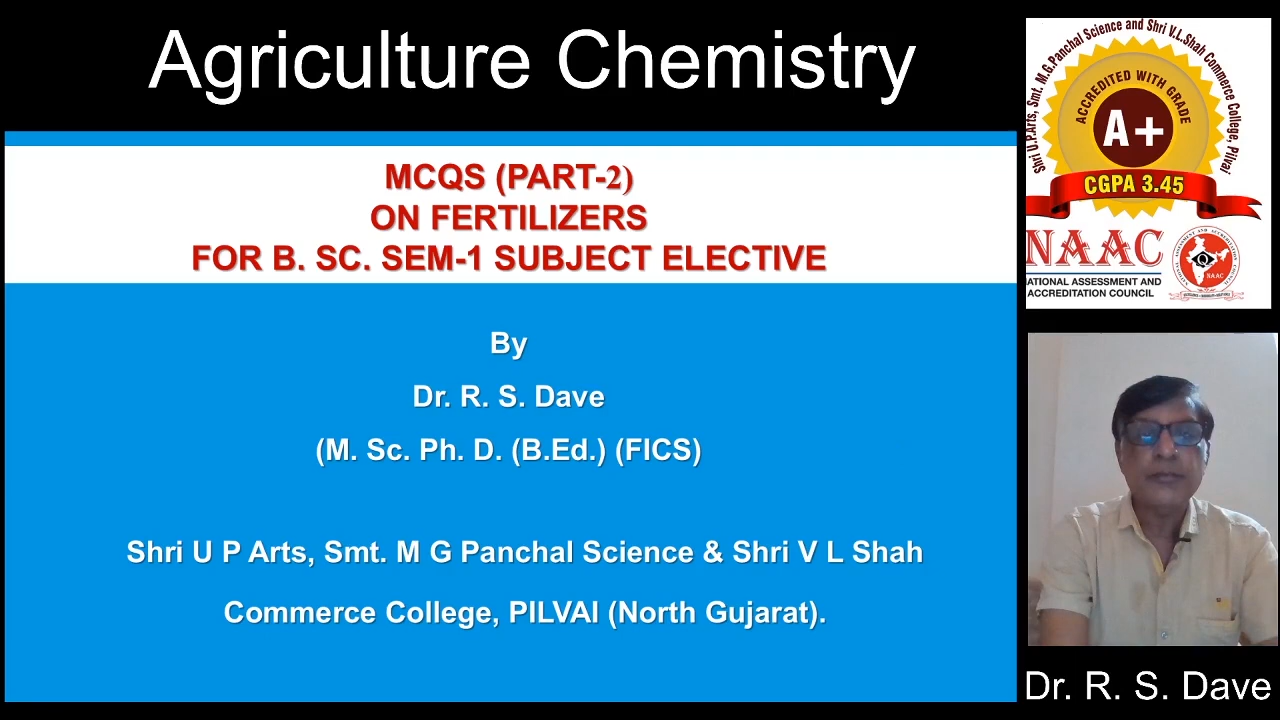 Agriculture Chemistry
MCQS (PART-2)
ON FERTILIZERS
FOR B. SC. SEM-1 SUBJECT ELECTIVE
By
Dr. R. S. Dave
(M. Sc. Ph. D. (B.Ed.) (FICS)
Shri U P Arts, Smt. M G Panchal Science & Shri V L Shah
Commerce College, PILVAI (North Gujarat).
Shri U.P.Arts, Smt. M.G.Panchal Science and Shri V.L.Shah Commerce College, Pilvai
ACCREDITED WITH GRADE
A+
CGPA 3.45
NAAC
NATIONAL ASSESSMENT AND
ACCREDITATION COUNCIL
NAAC
Dr. R. S. Dave